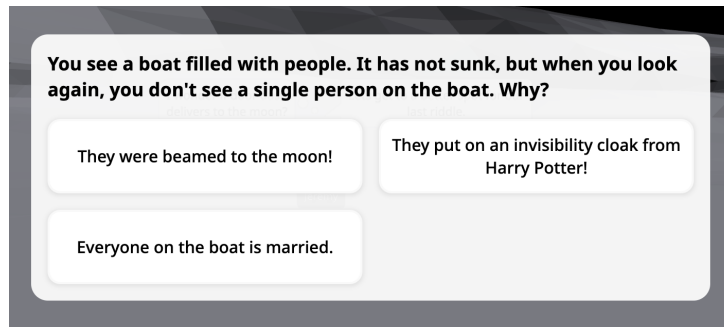 You see a boat filled with people. It has not sunk, but when you look
again, you don't see a single person on the boat. Why?
They were beamed to the moon!
They put on an invisibility cloak from
Harry Potter!
Everyone on the boat is married.